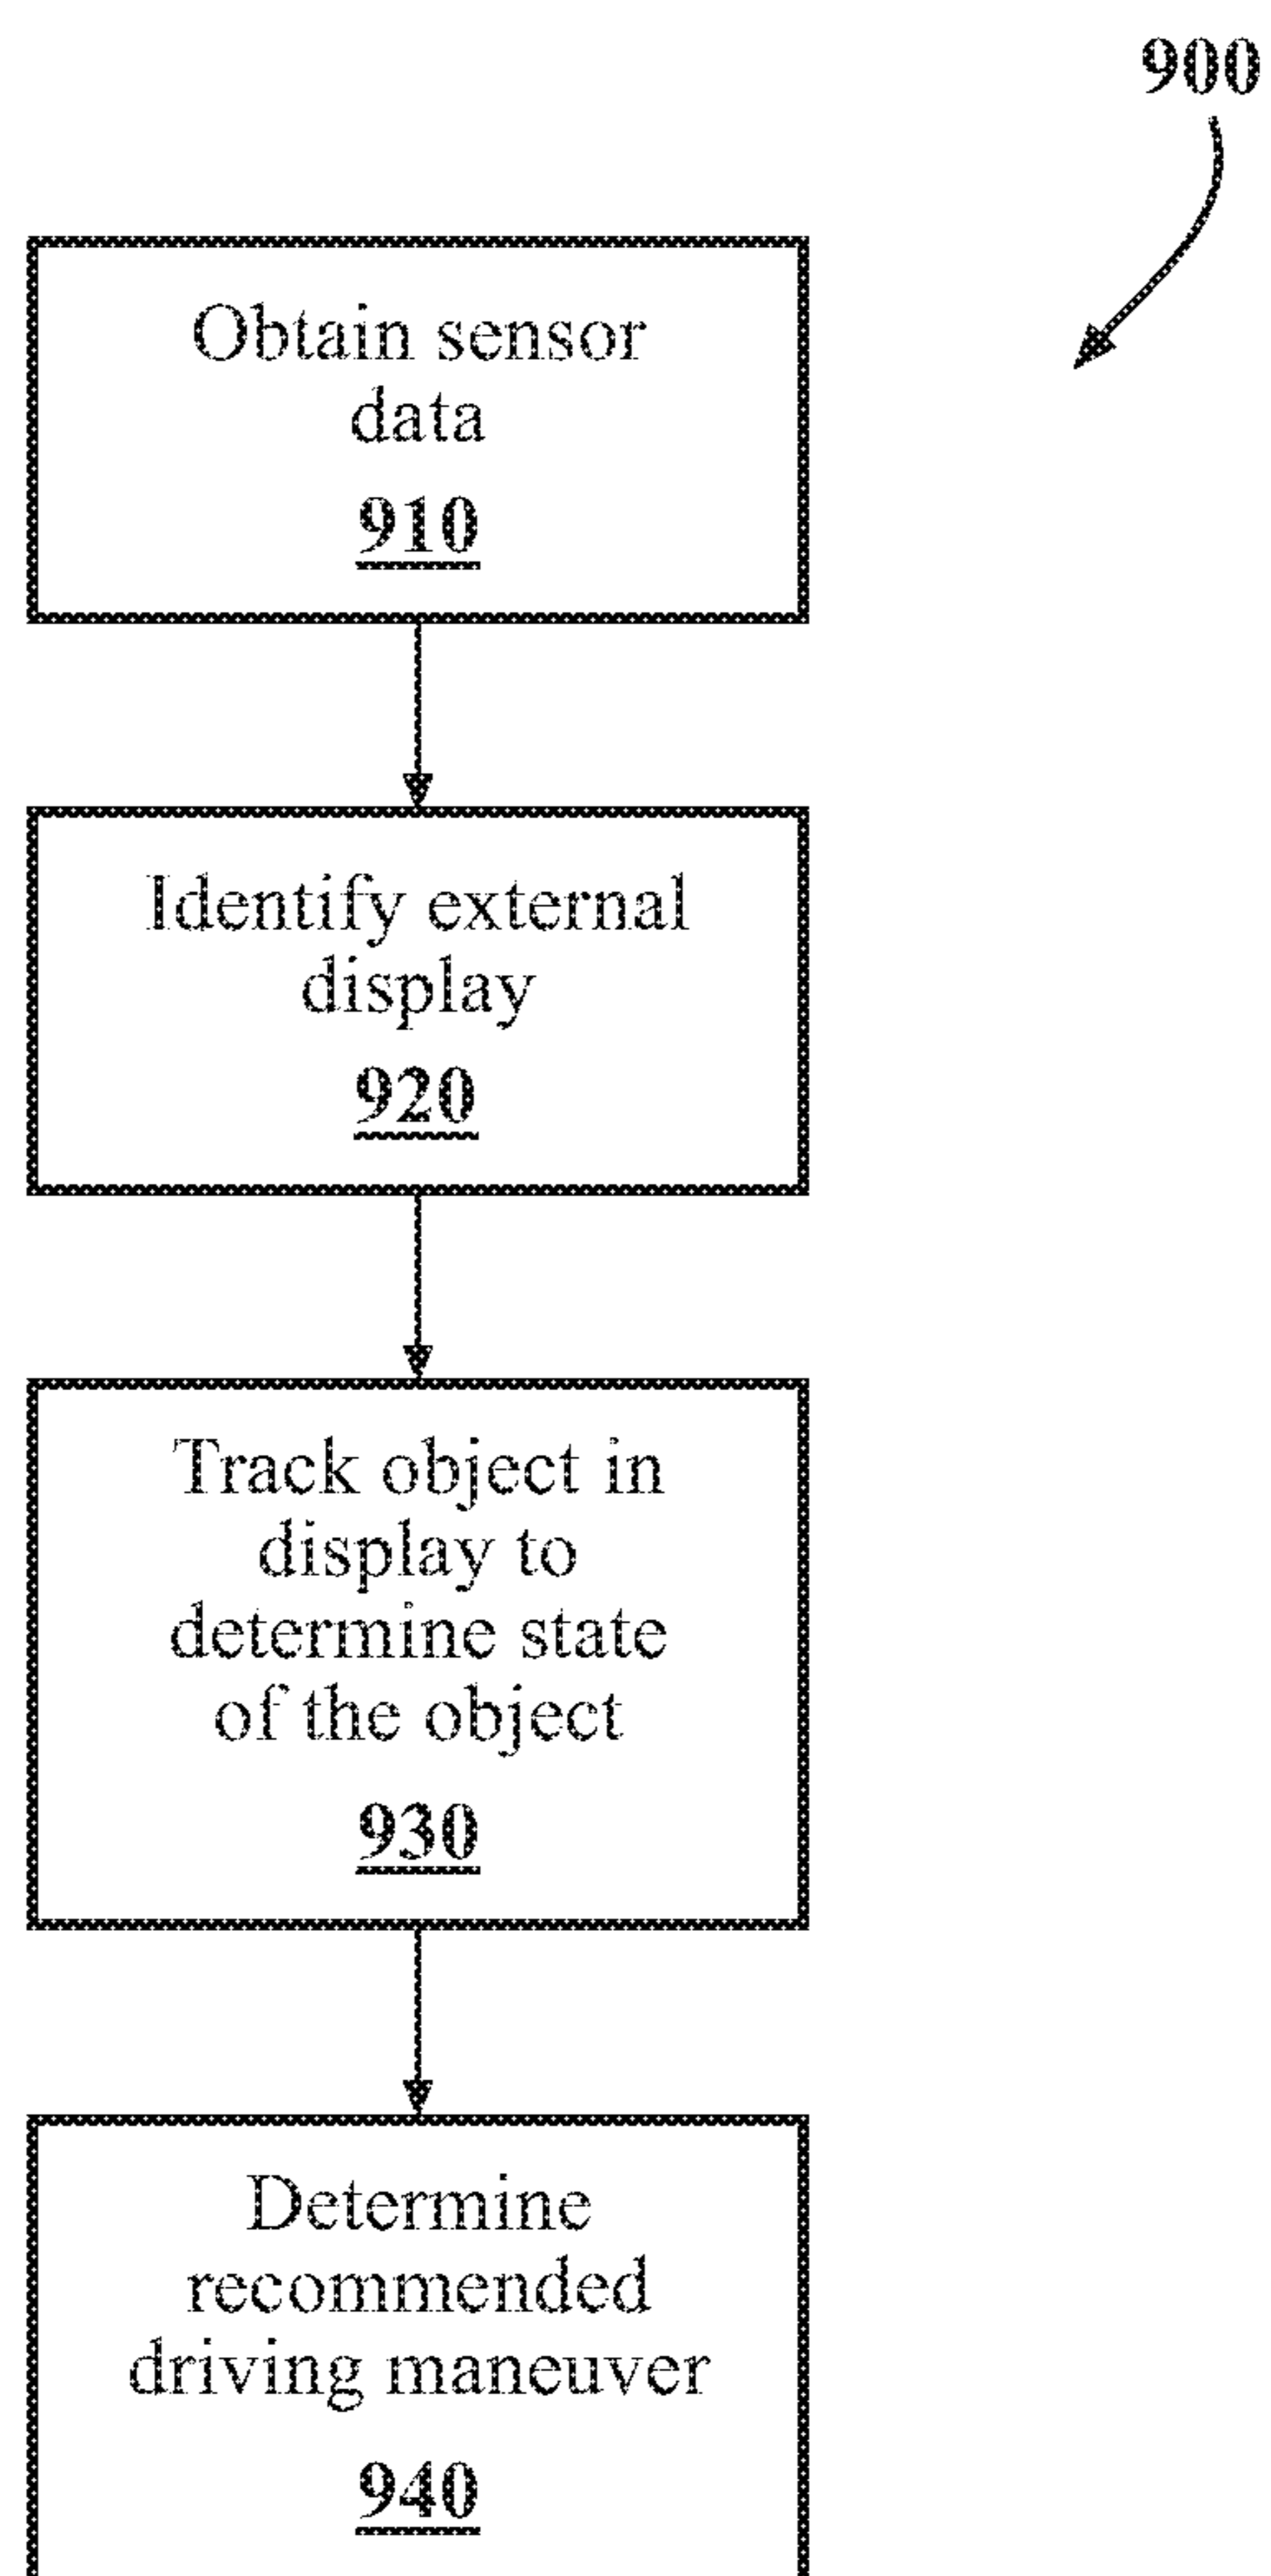 900
Obtain sensor
data
910
Identify external
display
920
Track object in
display to
determine state
of the object
930
Determine
recommended
driving maneuver
940